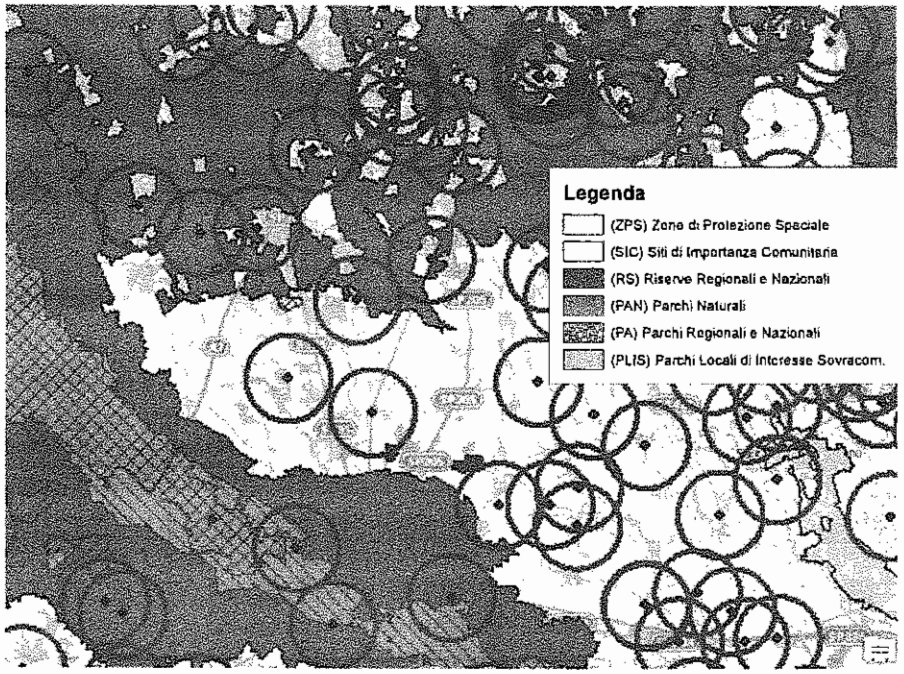 Legenda
(ZPS) Zone di Protezione Speciale
(SIC) Siti di Importanza Comunitaria
(RS) Riserve Regionali e Nazionali
(PAN) Parchi Naturali
(PA) Parchi Regionali e Nazionali
(PLIS) Parchi Locali di Interesse Sovracom.